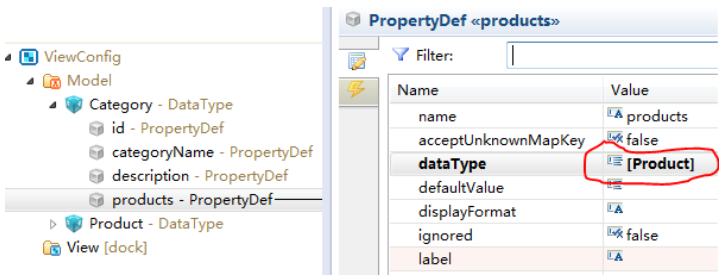 ViewConfig
Model
Category - DataType
id - PropertyDef
categoryName - PropertyDef
description - PropertyDef
products - PropertyDef
Product - DataType
View [dock]
PropertyDef «products»
Filter:
Name Value
name products
acceptUnknownMapKey false
dataType [Product]
defaultValue
displayFormat
ignored false
label